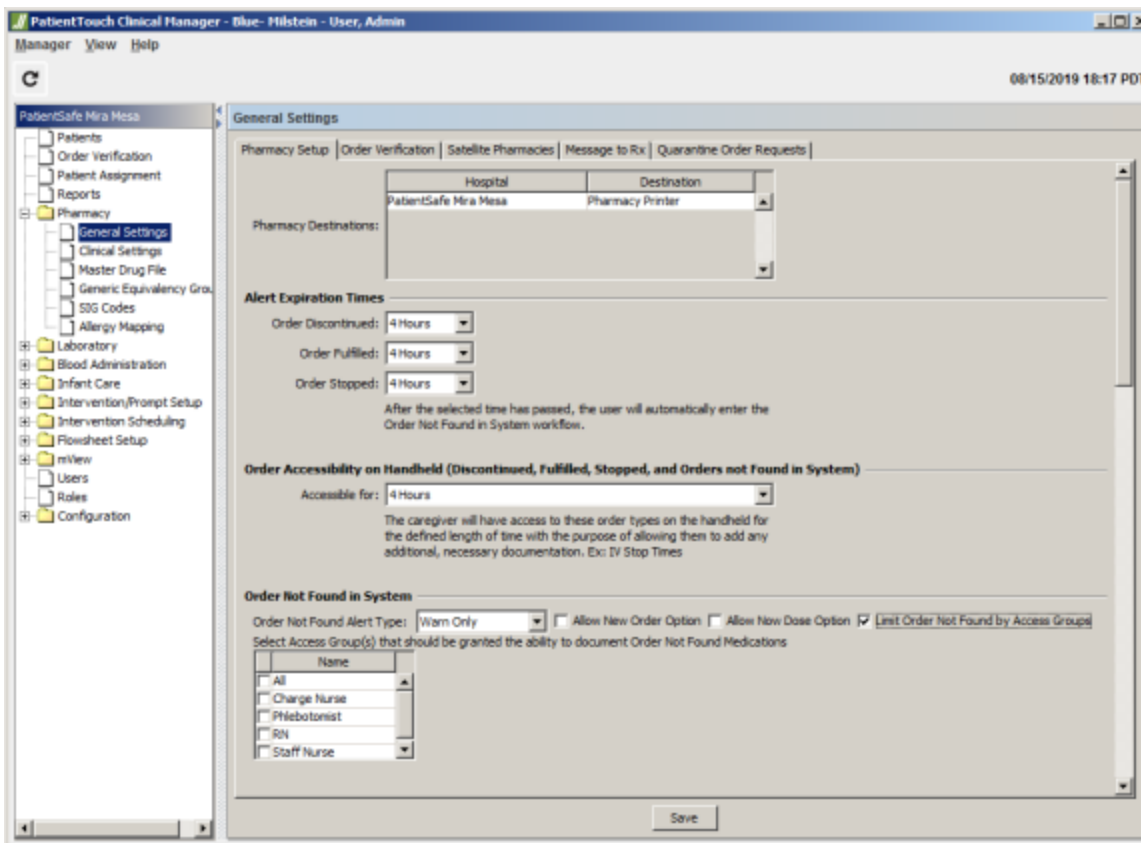 PatientTouch Clinical Manager - Blue- Milstein - User, Admin
Manager View Help
08/15/2019 18:17 PDT
PatientSafe Mira Mesa
Patients
Order Verification
Patient Assignment
Reports
Pharmacy
General Settings
Clinical Settings
Master Drug File
Generic Equivalency Grou
SIG Codes
Allergy Mapping
Laboratory
Blood Administration
Infant Care
Intervention/Prompt Setup
Intervention Scheduling
Flowsheet Setup
mView
Users
Roles
Configuration
General Settings
Pharmacy Setup Order Verification Satellite Pharmacies Message to Rx Quarantine Order Requests
Hospital Destination
PatientSafe Mira Mesa Pharmacy Printer
Pharmacy Destinations:
Alert Expiration Times
Order Discontinued: 4 Hours
Order Fulfilled: 4 Hours
Order Stopped: 4 Hours
After the selected time has passed, the user will automatically enter the
Order Not Found in System workflow.
Order Accessibility on Handheld (Discontinued, Fulfilled, Stopped, and Orders not Found in System)
Accessible for: 4 Hours
The caregiver will have access to these order types on the handheld for
the defined length of time with the purpose of allowing them to add any
additional, necessary documentation. Ex: IV Stop Times
Order Not Found in System
Order Not Found Alert Type: Warn Only Allow New Order Option Allow Now Dose Option Limit Order Not Found by Access Groups
Select Access Group(s) that should be granted the ability to document Order Not Found Medications
Name
All
Charge Nurse
Phlebotomist
RN
Staff Nurse
Save